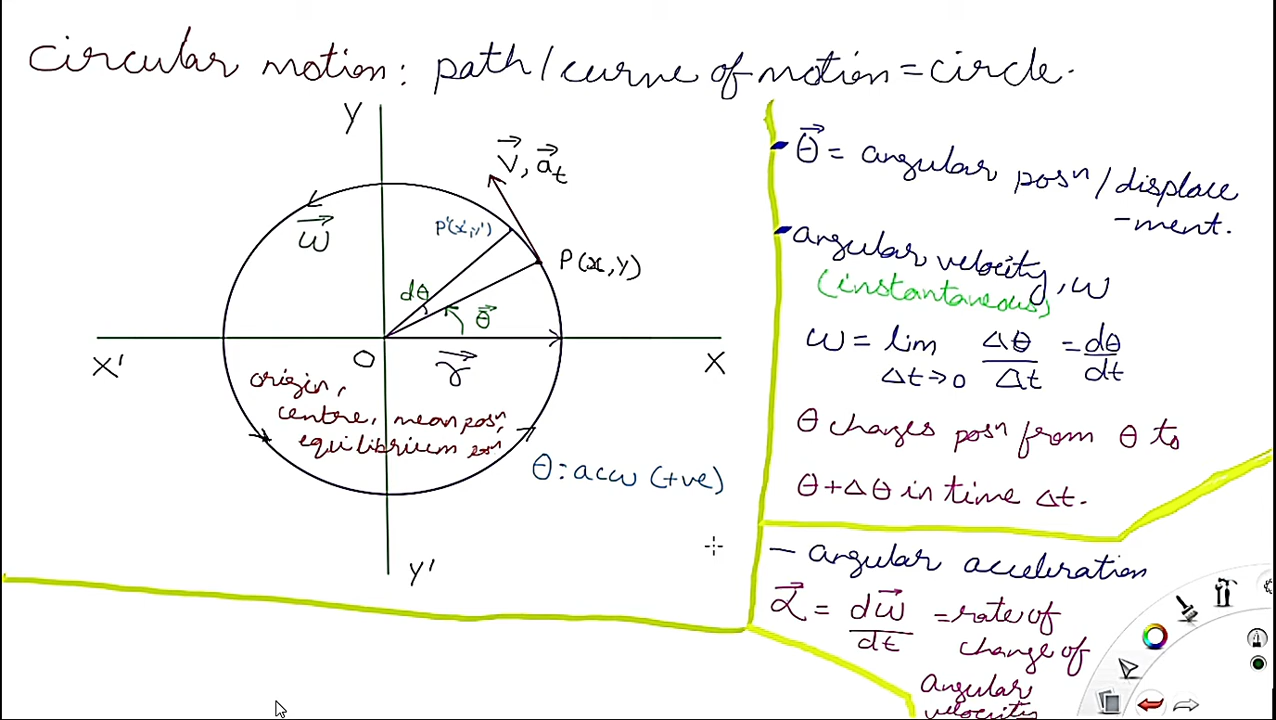 circular motion: path/curve of motion = circle.
Y
V, a_t
ω
P'(x',y')
P(x,y)
dθ
θ
X'
O
r
X
origin,
centre, mean posⁿ,
equilibrium posⁿ
θ: accω (+ve)
Y'
θ = angular posⁿ/displace
-ment.
angular velocity, ω
(instantaneous)
ω = lim Δθ = dθ
Δt→0 Δt dt
θ changes posⁿ from θ to
θ+Δθ in time Δt.
- angular acceleration
α = dω = rate of
dt change of
angular
velocity